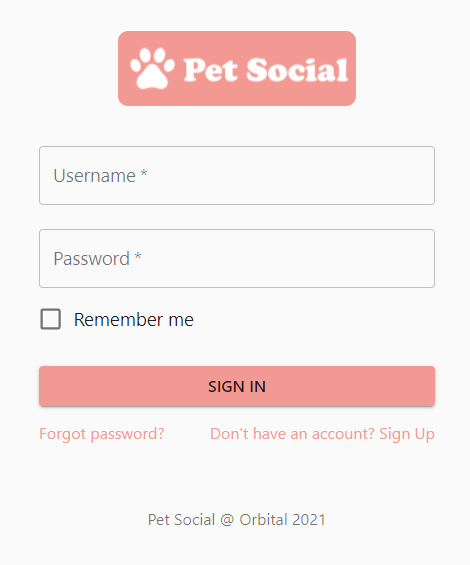 Pet Social
Username *
Password *
Remember me
SIGN IN
Forgot password? Don't have an account? Sign Up
Pet Social @ Orbital 2021